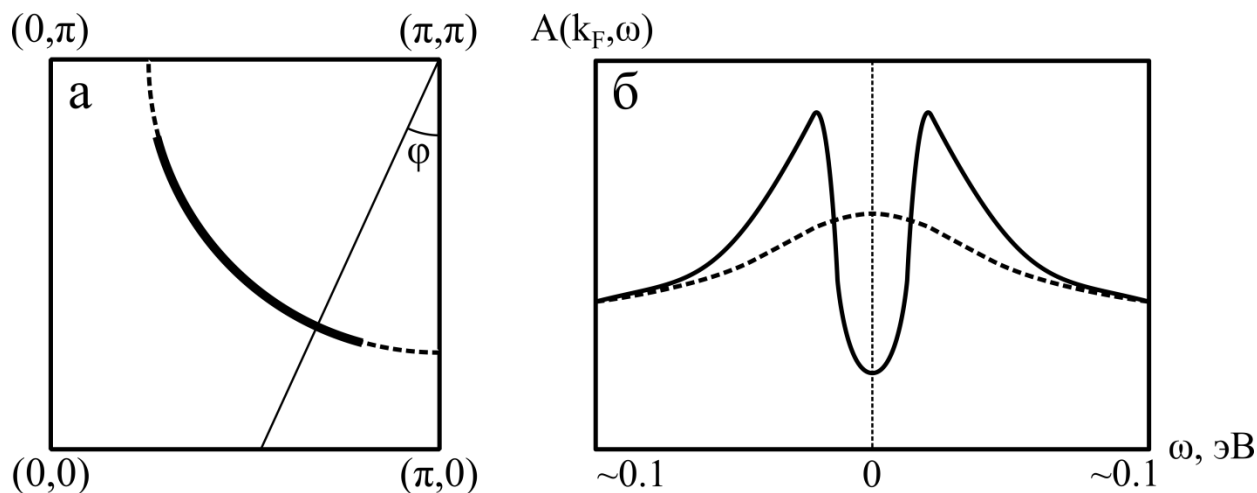 (0,π) (π,π)
а
φ
(0,0) (π,0)
A(k_F,ω)
б
~0.1 0 ~0.1 ω, эВ